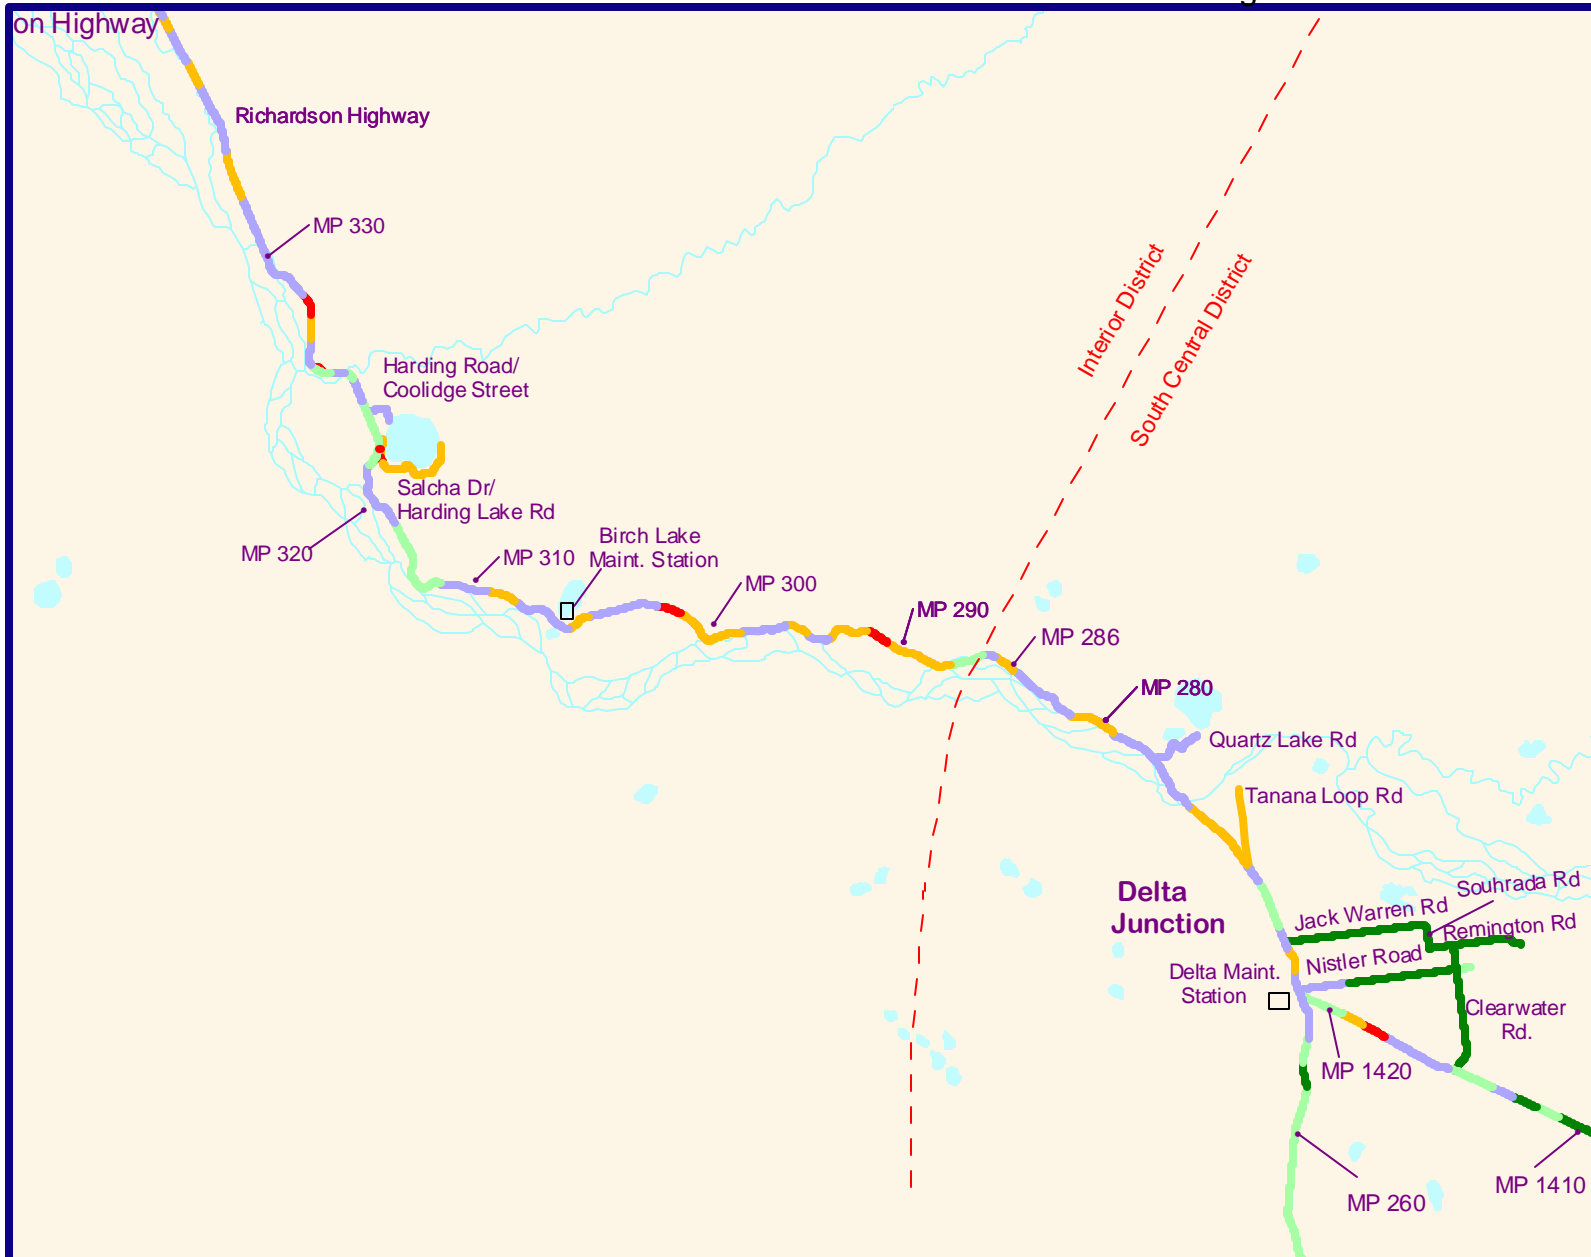 on Highway
Richardson Highway
MP 330
Interior District
South Central District
Harding Road/
Coolidge Street
Salcha Dr/
Harding Lake Rd
MP 320
MP 310
Birch Lake
Maint. Station
MP 300
MP 290
MP 286
MP 280
Quartz Lake Rd
Tanana Loop Rd
Delta
Junction
Souhrada Rd
Jack Warren Rd
Remington Rd
Nistler Road
Delta Maint.
Station
Clearwater
Rd.
MP 1420
MP 260
MP 1410